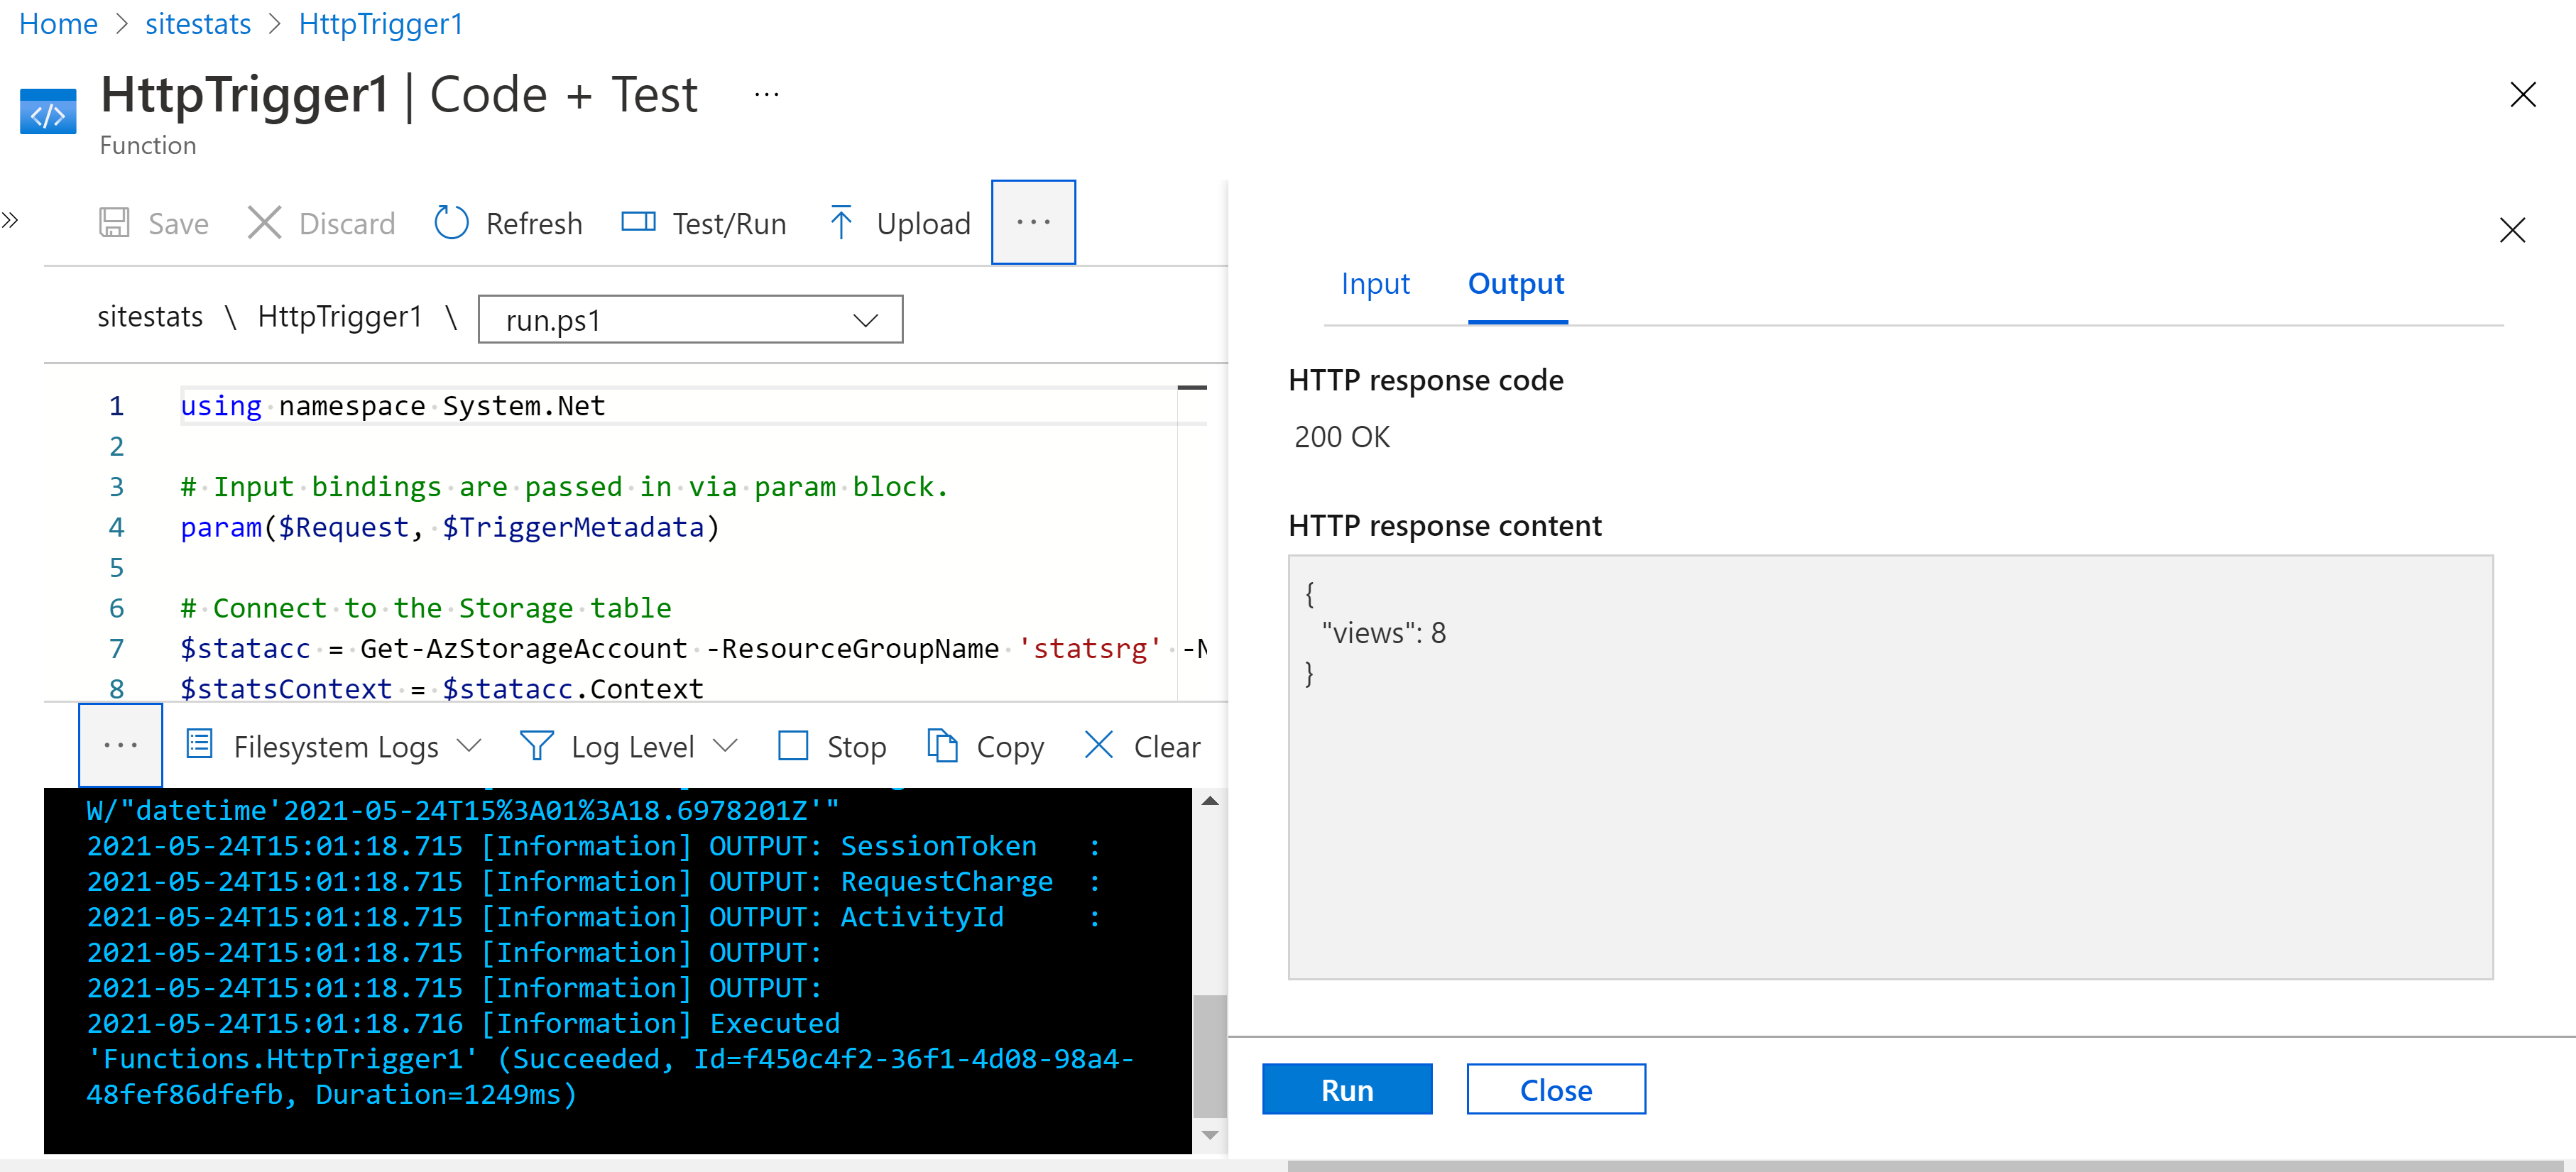 Home > sitestats > HttpTrigger1
HttpTrigger1 | Code + Test ...
Function
Save Discard Refresh Test/Run Upload ...
sitestats \ HttpTrigger1 \ run.ps1
1 using namespace System.Net
2
3 # Input bindings are passed in via param block.
4 param($Request, $TriggerMetadata)
5
6 # Connect to the Storage table
7 $statacc = Get-AzStorageAccount -ResourceGroupName 'statsrg' -N
8 $statsContext = $statacc.Context
... Filesystem Logs Log Level Stop Copy Clear
W/"datetime'2021-05-24T15%3A01%3A18.6978201Z'"
2021-05-24T15:01:18.715 [Information] OUTPUT: SessionToken :
2021-05-24T15:01:18.715 [Information] OUTPUT: RequestCharge :
2021-05-24T15:01:18.715 [Information] OUTPUT: ActivityId :
2021-05-24T15:01:18.715 [Information] OUTPUT:
2021-05-24T15:01:18.715 [Information] OUTPUT:
2021-05-24T15:01:18.716 [Information] Executed
'Functions.HttpTrigger1' (Succeeded, Id=f450c4f2-36f1-4d08-98a4-
48fef86dfefb, Duration=1249ms)
Input Output
HTTP response code
200 OK
HTTP response content
{
"views": 8
}
Run Close